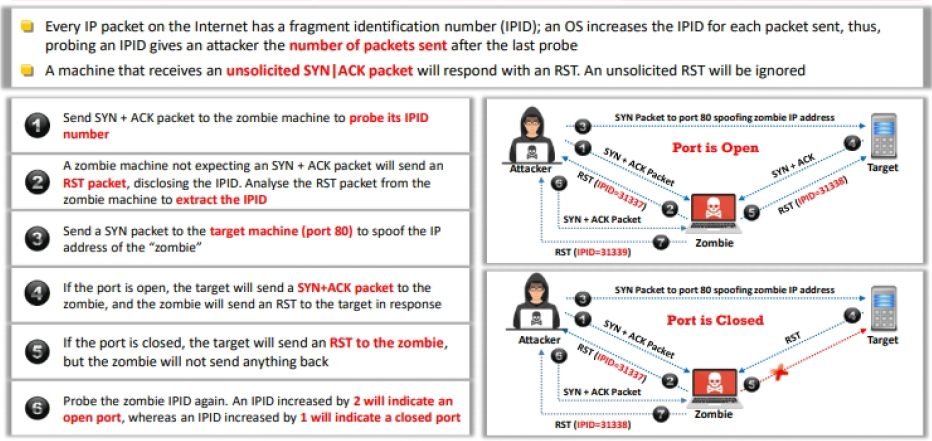 Every IP packet on the Internet has a fragment identification number (IPID); an OS increases the IPID for each packet sent, thus,
probing an IPID gives an attacker the number of packets sent after the last probe
A machine that receives an unsolicited SYN|ACK packet will respond with an RST. An unsolicited RST will be ignored
1
Send SYN + ACK packet to the zombie machine to probe its IPID
number
2
A zombie machine not expecting an SYN + ACK packet will send an
RST packet, disclosing the IPID. Analyse the RST packet from the
zombie machine to extract the IPID
3
Send a SYN packet to the target machine (port 80) to spoof the IP
address of the “zombie”
4
If the port is open, the target will send a SYN+ACK packet to the
zombie, and the zombie will send an RST to the target in response
5
If the port is closed, the target will send an RST to the zombie,
but the zombie will not send anything back
6
Probe the zombie IPID again. An IPID increased by 2 will indicate an
open port, whereas an IPID increased by 1 will indicate a closed port
3
SYN Packet to port 80 spoofing zombie IP address
Port is Open
1
SYN + ACK Packet
4
SYN + ACK
Attacker
Target
6
RST (IPID=31337)
2
5
RST (IPID=31338)
SYN + ACK Packet
7
Zombie
RST (IPID=31339)
3
SYN Packet to port 80 spoofing zombie IP address
Port is Closed
1
SYN + ACK Packet
4
RST
Attacker
Target
6
RST (IPID=31337)
2
5
SYN + ACK Packet
7
Zombie
RST (IPID=31338)